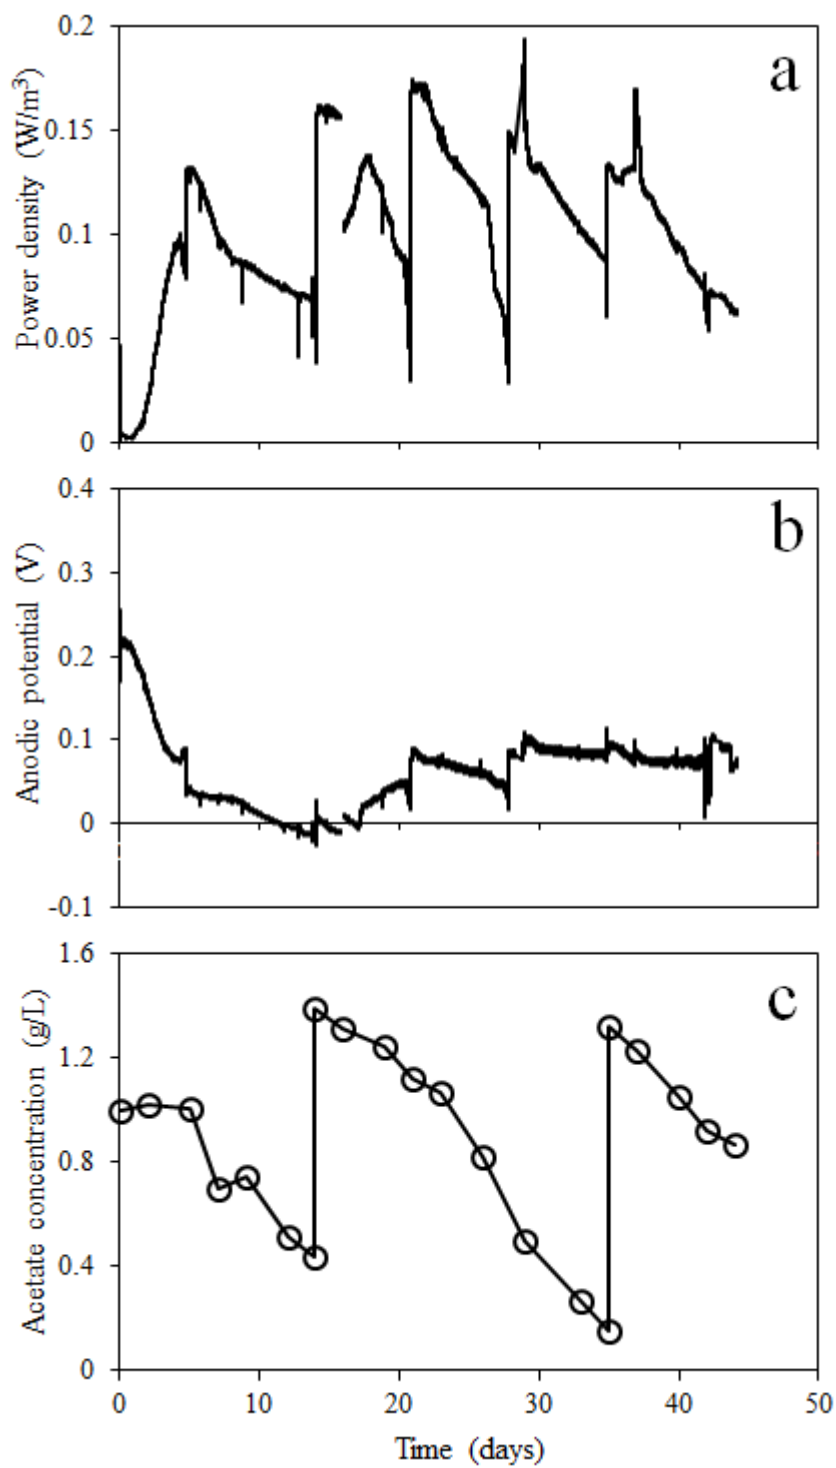 0.2
a
0.15
0.1
0.05
0
Power density (W/m³)
0.4
b
0.3
0.2
0.1
0
-0.1
Anodic potential (V)
1.6
c
1.2
0.8
0.4
0
Acetate concentration (g/L)
0 10 20 30 40 50
Time (days)